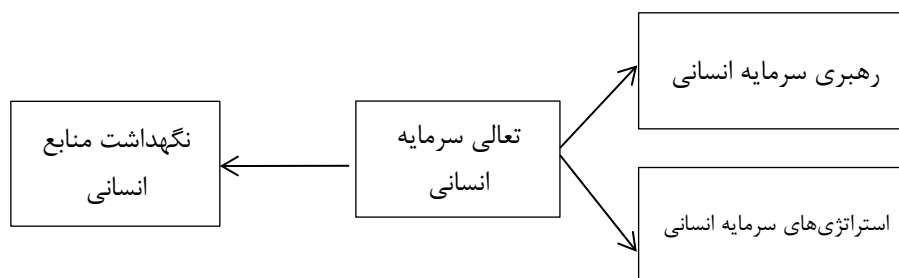 رهبری سرمایه انسانی
تعالی سرمایه
انسانی
نگهداشت منابع
انسانی
استراتژی‌های سرمایه انسانی